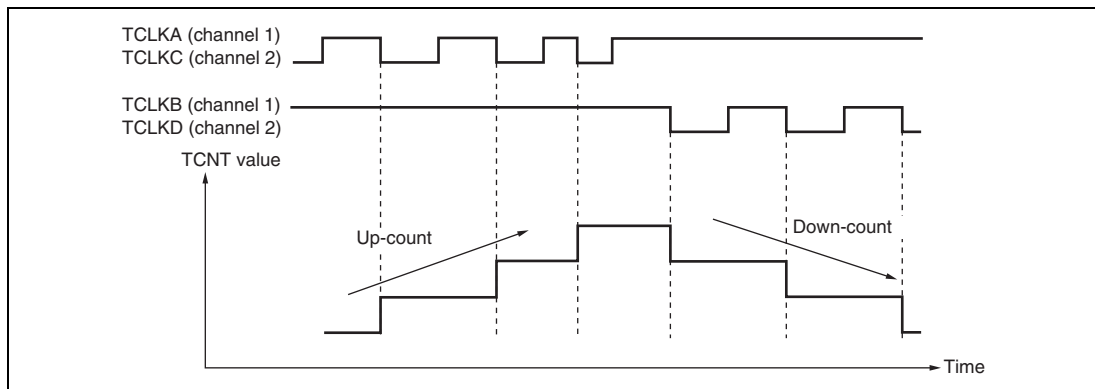 TCLKA (channel 1)
TCLKC (channel 2)
TCLKB (channel 1)
TCLKD (channel 2)
TCNT value
Up-count
Down-count
Time